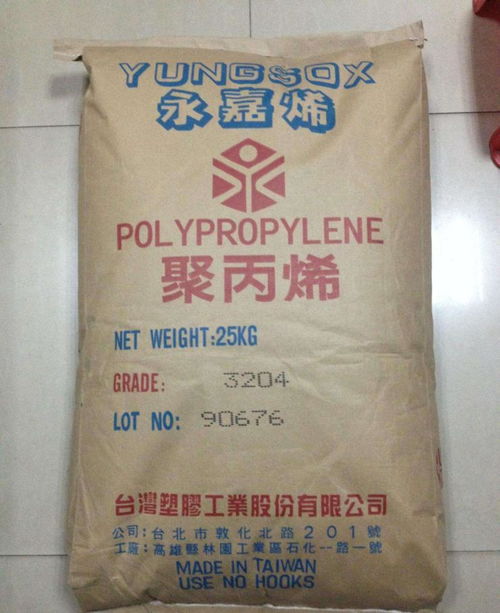 YUNGSOX
永嘉烯
POLYPROPYLENE
聚丙烯
NET WEIGHT:25KG
GRADE: 3204
LOT NO: 90676
台灣塑膠工業股份有限公司
公司:台北市敦化北路201號
工廠:高雄縣林園工業區石化一路一號
MADE IN TAIWAN
USE NO HOOKS